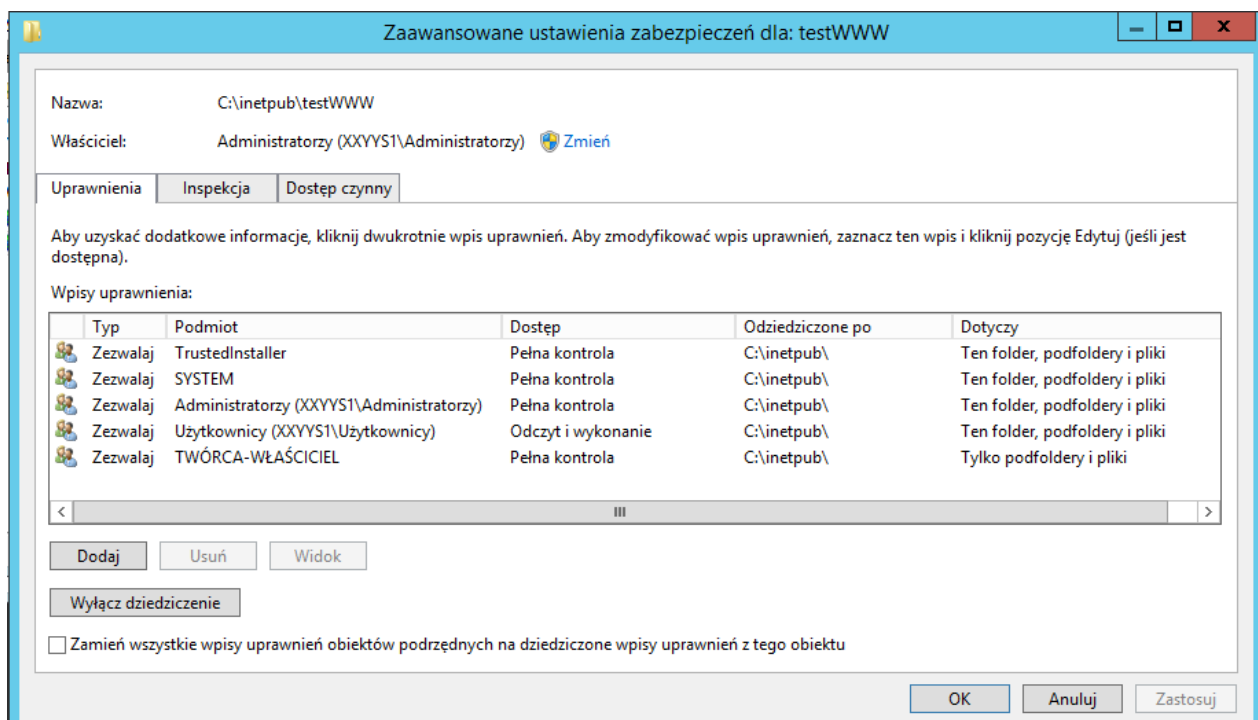 Zaawansowane ustawienia zabezpieczeń dla: testWWW
Nazwa: C:\inetpub\testWWW
Właściciel: Administratorzy (XXYYS1\Administratorzy) Zmień
Uprawnienia Inspekcja Dostęp czynny
Aby uzyskać dodatkowe informacje, kliknij dwukrotnie wpis uprawnień. Aby zmodyfikować wpis uprawnień, zaznacz ten wpis i kliknij pozycję Edytuj (jeśli jest
dostępna).
Wpisy uprawnienia:
Typ Podmiot Dostęp Odziedziczone po Dotyczy
Zezwalaj TrustedInstaller Pełna kontrola C:\inetpub\ Ten folder, podfoldery i pliki
Zezwalaj SYSTEM Pełna kontrola C:\inetpub\ Ten folder, podfoldery i pliki
Zezwalaj Administratorzy (XXYYS1\Administratorzy) Pełna kontrola C:\inetpub\ Ten folder, podfoldery i pliki
Zezwalaj Użytkownicy (XXYYS1\Użytkownicy) Odczyt i wykonanie C:\inetpub\ Ten folder, podfoldery i pliki
Zezwalaj TWÓRCA-WŁAŚCICIEL Pełna kontrola C:\inetpub\ Tylko podfoldery i pliki
Dodaj Usuń Widok
Wyłącz dziedziczenie
Zamień wszystkie wpisy uprawnień obiektów podrzędnych na dziedziczone wpisy uprawnień z tego obiektu
OK Anuluj Zastosuj